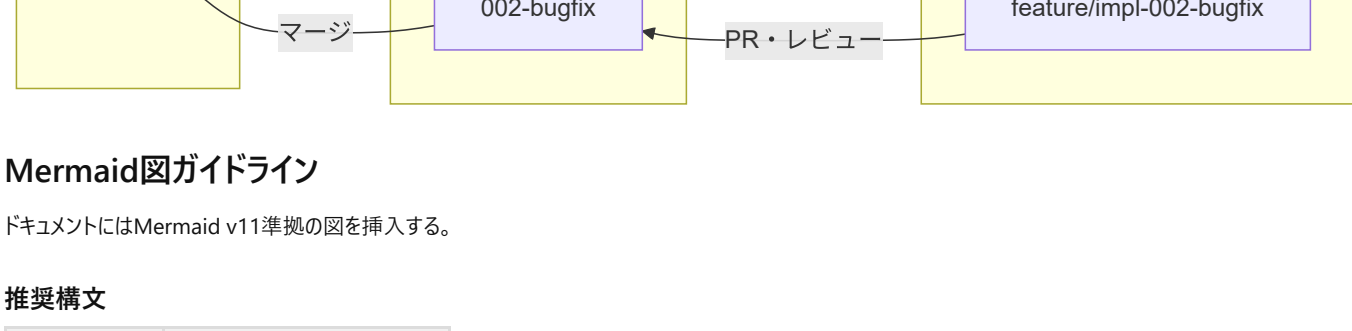 002-bugfix
feature/impl-002-bugfix
マージ
PR・レビュー
Mermaid図ガイドライン
ドキュメントにはMermaid v11準拠の図を挿入する。
推奨構文